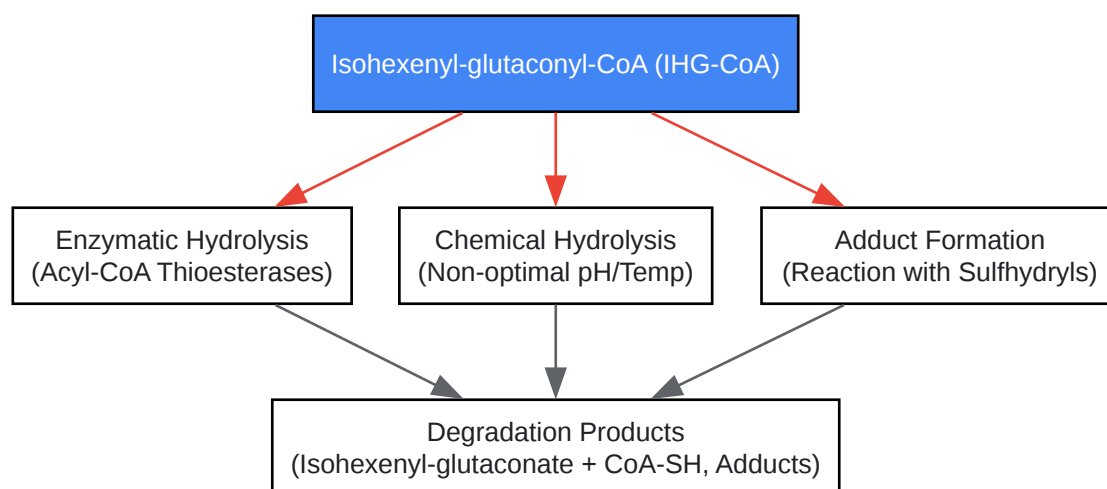 Isohexenyl-glutaconyl-CoA (IHG-CoA)
Enzymatic Hydrolysis
(Acyl-CoA Thioesterases)
Chemical Hydrolysis
(Non-optimal pH/Temp)
Adduct Formation
(Reaction with Sulfhydryls)
Degradation Products
(Isohexenyl-glutaconate + CoA-SH, Adducts)